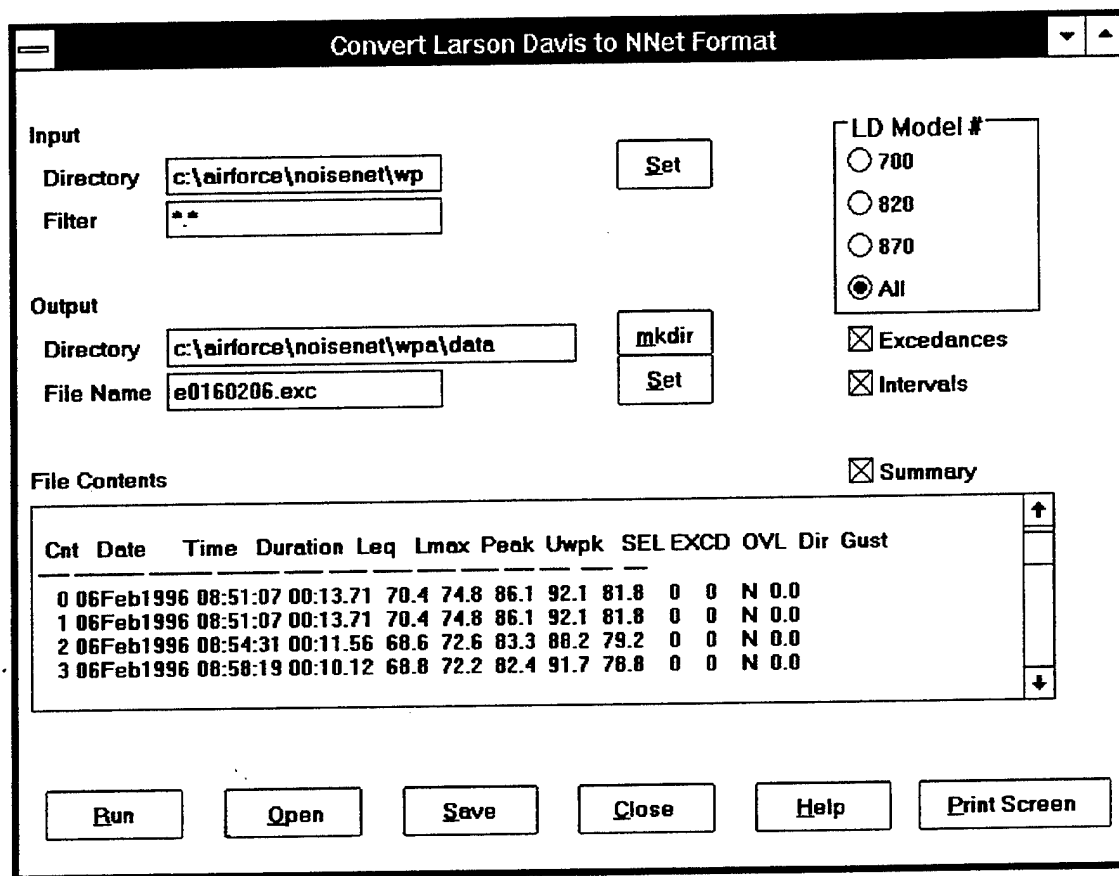 Convert Larson Davis to NNet Format
Input
Directory c:\airforce\noisenet\wp
Set
Filter *.*
LD Model #
700
820
870
All
Output
Directory c:\airforce\noisenet\wpa\data
mkdir
File Name e0160206.exc
Set
Excedances
Intervals
Summary
File Contents
Cnt Date Time Duration Leq Lmax Peak Uwpk SEL EXCD OVL Dir Gust
0 06Feb1996 08:51:07 00:13.71 70.4 74.8 86.1 92.1 81.8 0 0 N 0.0
1 06Feb1996 08:51:07 00:13.71 70.4 74.8 86.1 92.1 81.8 0 0 N 0.0
2 06Feb1996 08:54:31 00:11.56 68.6 72.6 83.3 88.2 79.2 0 0 N 0.0
3 06Feb1996 08:58:19 00:10.12 68.8 72.2 82.4 91.7 78.8 0 0 N 0.0
Run Open Save Close Help Print Screen